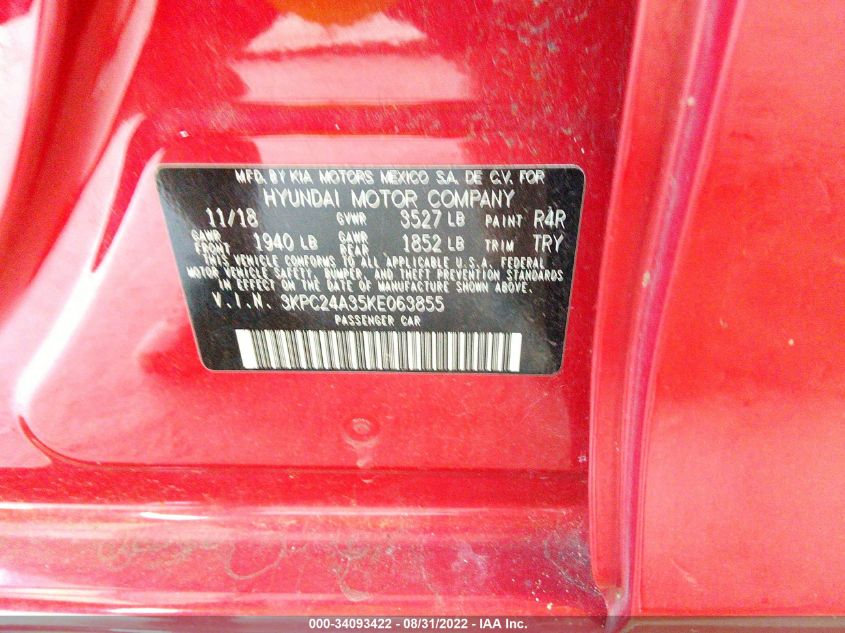 MFD. BY KIA MOTORS MEXICO S.A. DE C.V. FOR
HYUNDAI MOTOR COMPANY
11/18 GVWR 3527 LB PAINT R4R
GAWR FRONT 1940 LB GAWR REAR 1852 LB TRIM TRY
THIS VEHICLE CONFORMS TO ALL APPLICABLE U.S.A. FEDERAL
MOTOR VEHICLE SAFETY, BUMPER, AND THEFT PREVENTION STANDARDS
IN EFFECT ON THE DATE OF MANUFACTURE SHOWN ABOVE.
V.I.N. 3KPC24A35KE063855
PASSENGER CAR
000-34093422 - 08/31/2022 - IAA Inc.